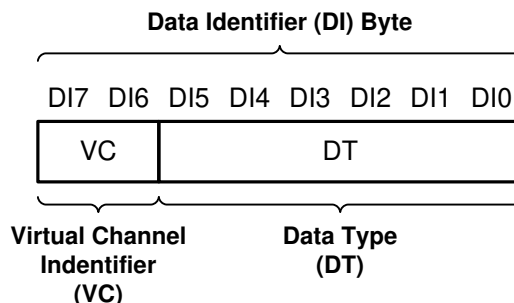 Data Identifier (DI) Byte
DI7 DI6 DI5 DI4 DI3 DI2 DI1 DI0
VC DT
Virtual Channel Data Type
Indentifier (DT)
(VC)